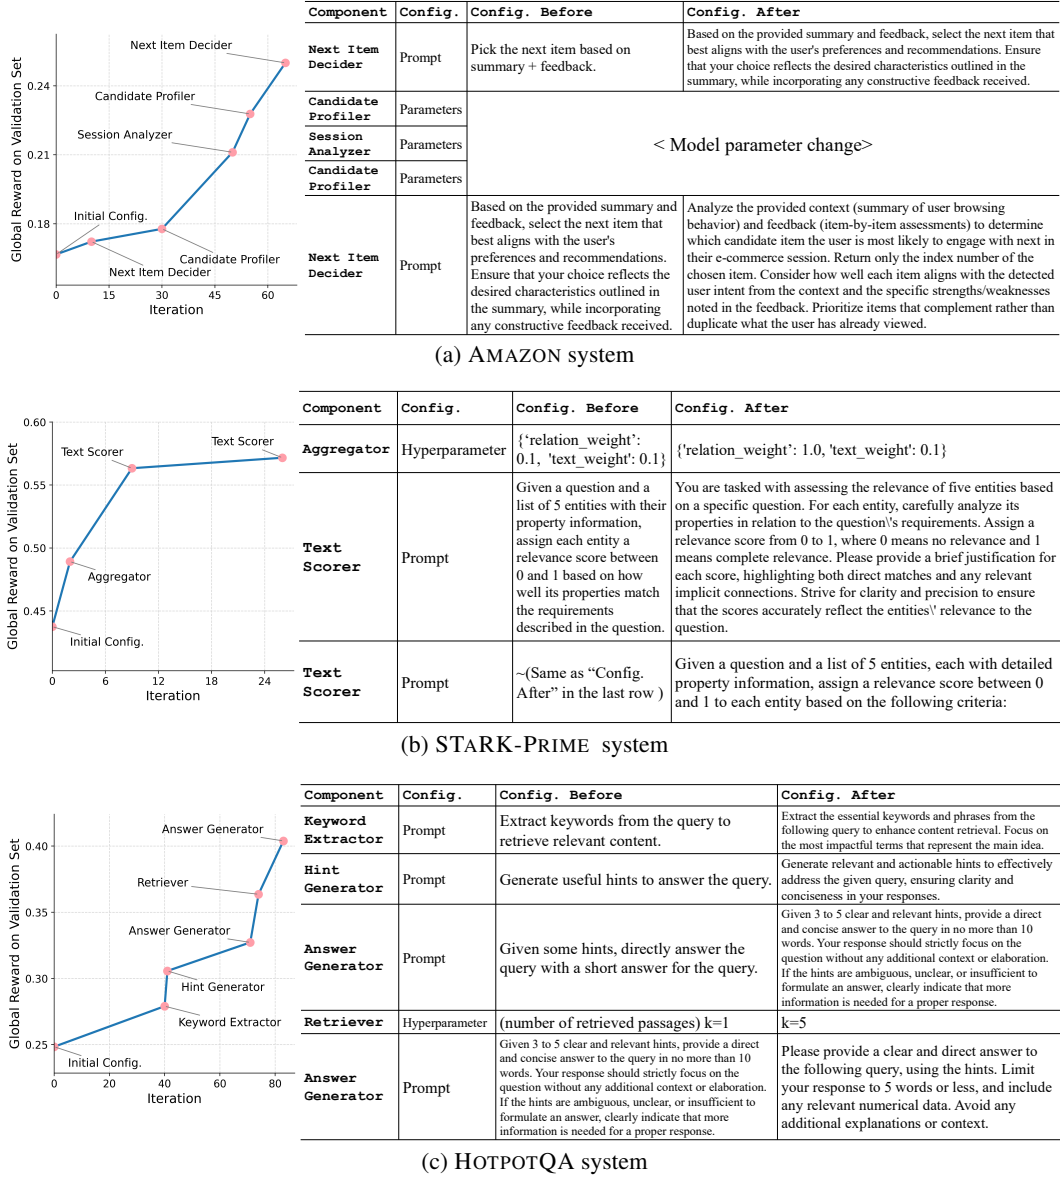 Global Reward on Validation Set
0.24
0.21
0.18
0
15
30
45
60
Iteration
Next Item Decider
Candidate Profiler
Session Analyzer
Initial Config.
Candidate Profiler
Next Item Decider
Component
Config.
Config. Before
Config. After
Next Item
Decider
Prompt
Pick the next item based on
summary + feedback.
Based on the provided summary and feedback, select the next item that
best aligns with the user's preferences and recommendations. Ensure
that your choice reflects the desired characteristics outlined in the
summary, while incorporating any constructive feedback received.
Candidate
Profiler
Parameters
Session
Analyzer
Parameters
Candidate
Profiler
Parameters
< Model parameter change>
Next Item
Decider
Prompt
Based on the provided summary and
feedback, select the next item that
best aligns with the user's
preferences and recommendations.
Ensure that your choice reflects the
desired characteristics outlined in
the summary, while incorporating
any constructive feedback received.
Analyze the provided context (summary of user browsing
behavior) and feedback (item-by-item assessments) to determine
which candidate item the user is most likely to engage with next in
their e-commerce session. Return only the index number of the
chosen item. Consider how well each item aligns with the detected
user intent from the context and the specific strengths/weaknesses
noted in the feedback. Prioritize items that complement rather than
duplicate what the user has already viewed.
(a) AMAZON system
Global Reward on Validation Set
0.60
0.55
0.50
0.45
0
6
12
18
24
Iteration
Text Scorer
Text Scorer
Aggregator
Initial Config.
Component
Config.
Config. Before
Config. After
Aggregator
Hyperparameter
{‘relation_weight’:
0.1, 'text_weight': 0.1}
{'relation_weight’: 1.0, 'text_weight': 0.1}
Text
Scorer
Prompt
Given a question and a
list of 5 entities with their
property information,
assign each entity a
relevance score between
0 and 1 based on how
well its properties match
the requirements
described in the question.
You are tasked with assessing the relevance of five entities based
on a specific question. For each entity, carefully analyze its
properties in relation to the question\'s requirements. Assign a
relevance score from 0 to 1, where 0 means no relevance and 1
means complete relevance. Please provide a brief justification for
each score, highlighting both direct matches and any relevant
implicit connections. Strive for clarity and precision to ensure
that the scores accurately reflect the entities\' relevance to the
question.
Text
Scorer
Prompt
~(Same as “Config.
After” in the last row )
Given a question and a list of 5 entities, each with detailed
property information, assign a relevance score between 0
and 1 to each entity based on the following criteria:
(b) STARK-PRIME system
Global Reward on Validation Set
0.40
0.35
0.30
0.25
0
20
40
60
80
Iteration
Answer Generator
Retriever
Answer Generator
Hint Generator
Keyword Extractor
Initial Config.
Component
Config.
Config. Before
Config. After
Keyword
Extractor
Prompt
Extract keywords from the query to
retrieve relevant content.
Extract the essential keywords and phrases from the
following query to enhance content retrieval. Focus on
the most impactful terms that represent the main idea.
Hint
Generator
Prompt
Generate useful hints to answer the query.
Generate relevant and actionable hints to effectively
address the given query, ensuring clarity and
conciseness in your responses.
Answer
Generator
Prompt
Given some hints, directly answer the
query with a short answer for the query.
Given 3 to 5 clear and relevant hints, provide a direct
and concise answer to the query in no more than 10
words. Your response should strictly focus on the
question without any additional context or elaboration.
If the hints are ambiguous, unclear, or insufficient to
formulate an answer, clearly indicate that more
information is needed for a proper response.
Retriever
Hyperparameter
(number of retrieved passages) k=1
k=5
Answer
Generator
Prompt
Given 3 to 5 clear and relevant hints, provide a direct
and concise answer to the query in no more than 10
words. Your response should strictly focus on the
question without any additional context or elaboration.
If the hints are ambiguous, unclear, or insufficient to
formulate an answer, clearly indicate that more
information is needed for a proper response.
Please provide a clear and direct answer to
the following query, using the hints. Limit
your response to 5 words or less, and include
any relevant numerical data. Avoid any
additional explanations or context.
(c) HOTPOTQA system